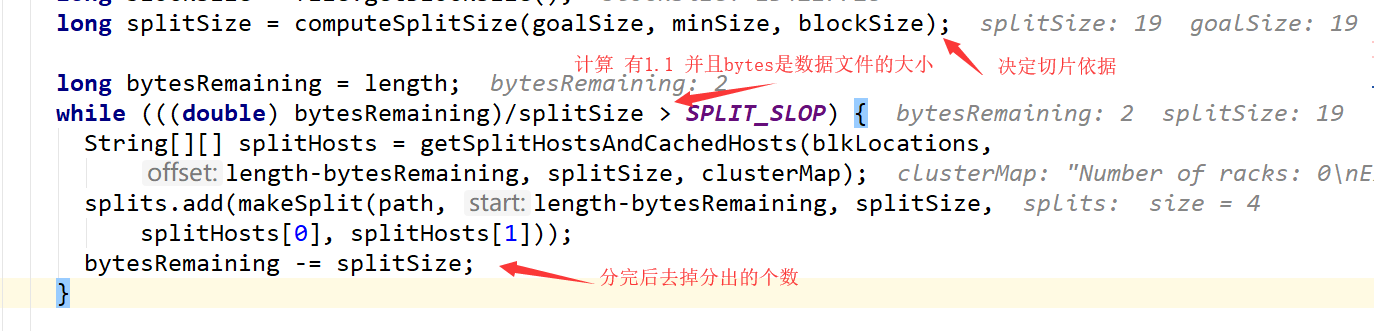 long splitSize = computeSplitSize(goalSize, minSize, blockSize); splitSize: 19 goalSize: 19
计算 有1.1 并且bytes是数据文件的大小 决定切片依据
long bytesRemaining = length; bytesRemaining: 2
while (((double) bytesRemaining)/splitSize > SPLIT_SLOP) { bytesRemaining: 2 splitSize: 19
String[][] splitHosts = getSplitHostsAndCachedHosts(blkLocations,
offset: length-bytesRemaining, splitSize, clusterMap); clusterMap: "Number of racks: 0\nE
splits.add(makeSplit(path, start: length-bytesRemaining, splitSize, splits: size = 4
splitHosts[0], splitHosts[1]));
bytesRemaining -= splitSize; 分完后去掉分出的个数
}